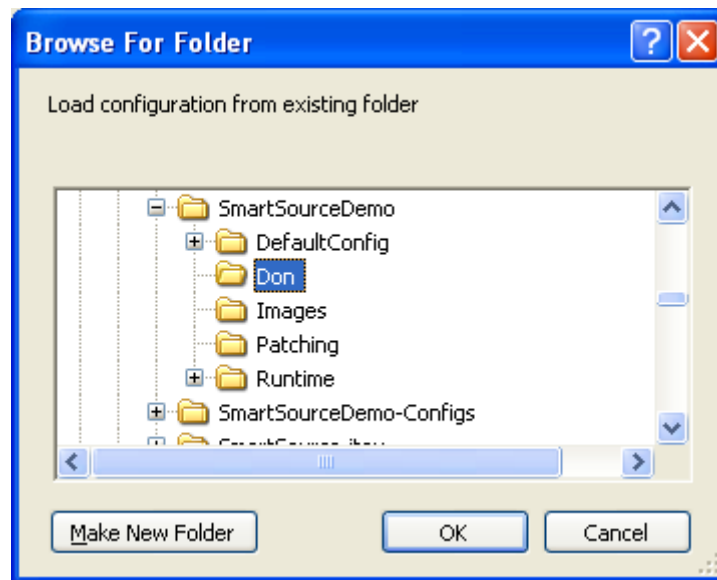 Browse For Folder
Load configuration from existing folder
SmartSourceDemo
DefaultConfig
Don
Images
Patching
Runtime
SmartSourceDemo-Configs
Make New Folder
OK
Cancel